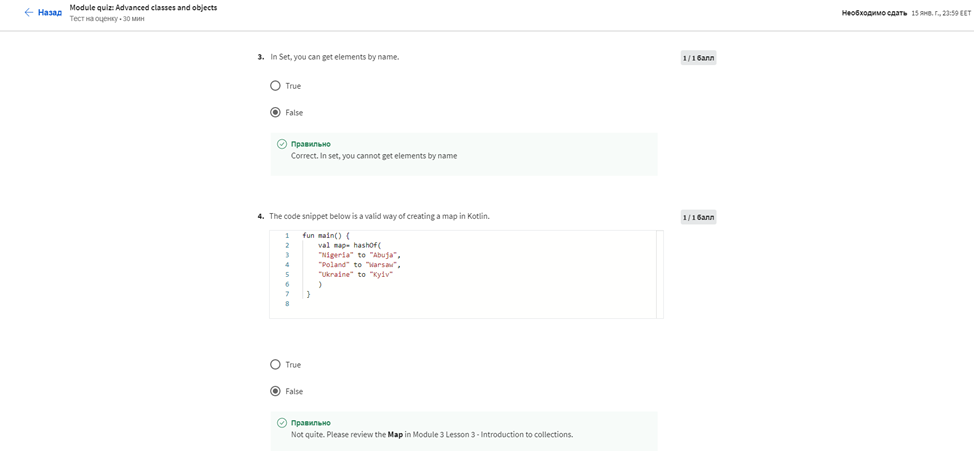 Назад
Module quiz: Advanced classes and objects
Тест на оценку • 30 мин
Необходимо сдать 15 янв. г., 23:59 EET
3. In Set, you can get elements by name.
1 / 1 балл
True
False
Правильно
Correct. In set, you cannot get elements by name
4. The code snippet below is a valid way of creating a map in Kotlin.
1 / 1 балл
1 fun main() {
2 val map= hashOf(
3 "Nigeria" to "Abuja",
4 "Poland" to "Warsaw",
5 "Ukraine" to "Kyiv"
6 )
7 }
8
True
False
Правильно
Not quite. Please review the Map in Module 3 Lesson 3 - Introduction to collections.